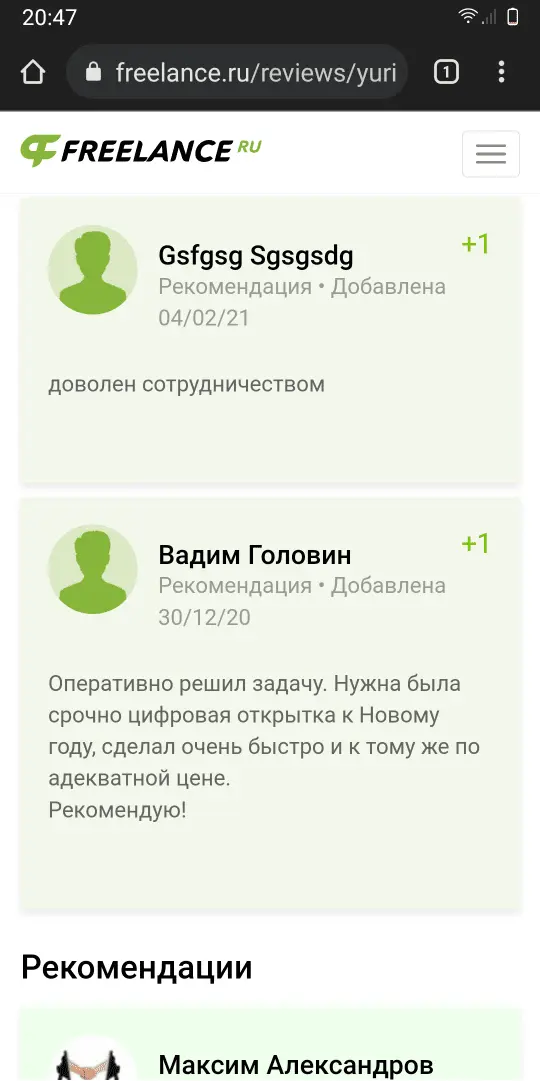 20:47
1
freelance.ru/reviews/yuri
FREELANCE RU
Gsfgsg Sgsgsdg
+1
Рекомендация • Добавлена
04/02/21
доволен сотрудничеством
Вадим Головин
+1
Рекомендация • Добавлена
30/12/20
Оперативно решил задачу. Нужна была
срочно цифровая открытка к Новому
году, сделал очень быстро и к тому же по
адекватной цене.
Рекомендую!
Рекомендации
Максим Александров